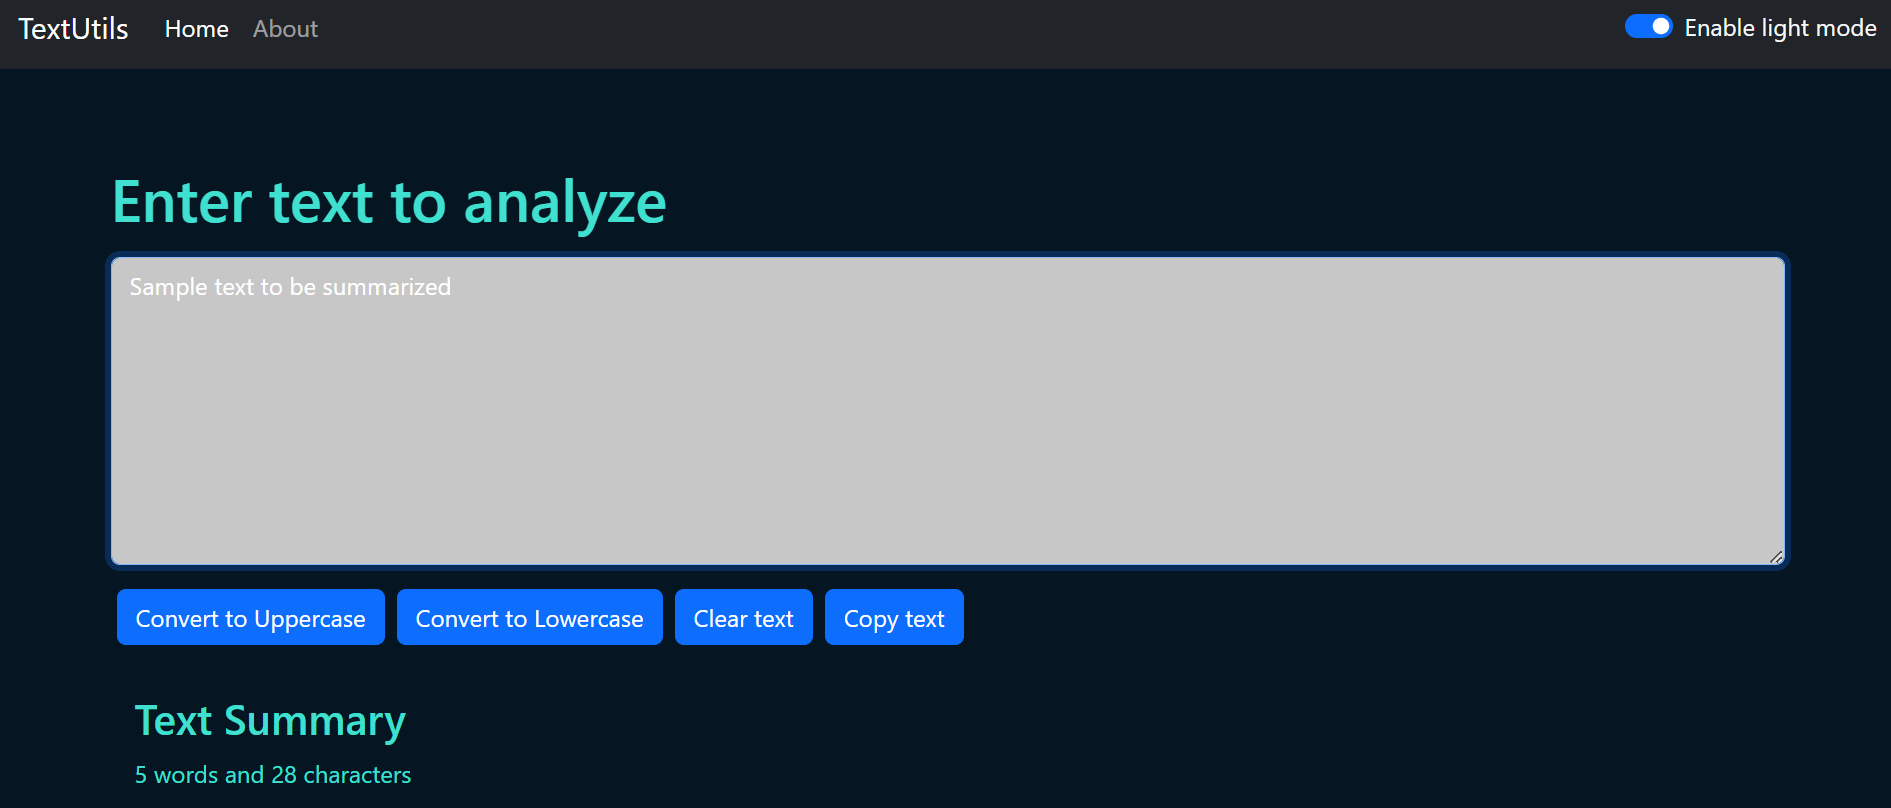 TextUtils Home About Enable light mode
Enter text to analyze
Sample text to be summarized
Convert to Uppercase Convert to Lowercase Clear text Copy text
Text Summary
5 words and 28 characters